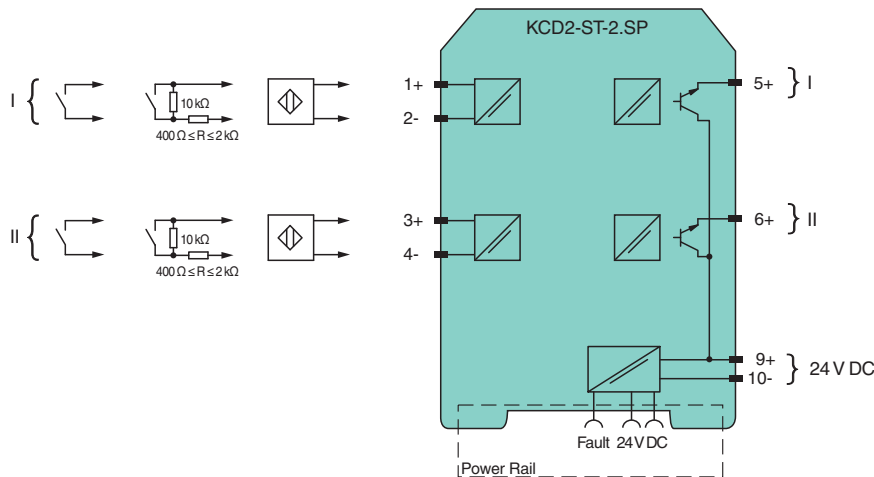 KCD2-ST-2.SP
I
10 kΩ
400 Ω ≤ R ≤ 2 kΩ
1+
2-
5+
I
II
10 kΩ
400 Ω ≤ R ≤ 2 kΩ
3+
4-
6+
II
9+
10-
24 V DC
Fault 24 V DC
Power Rail